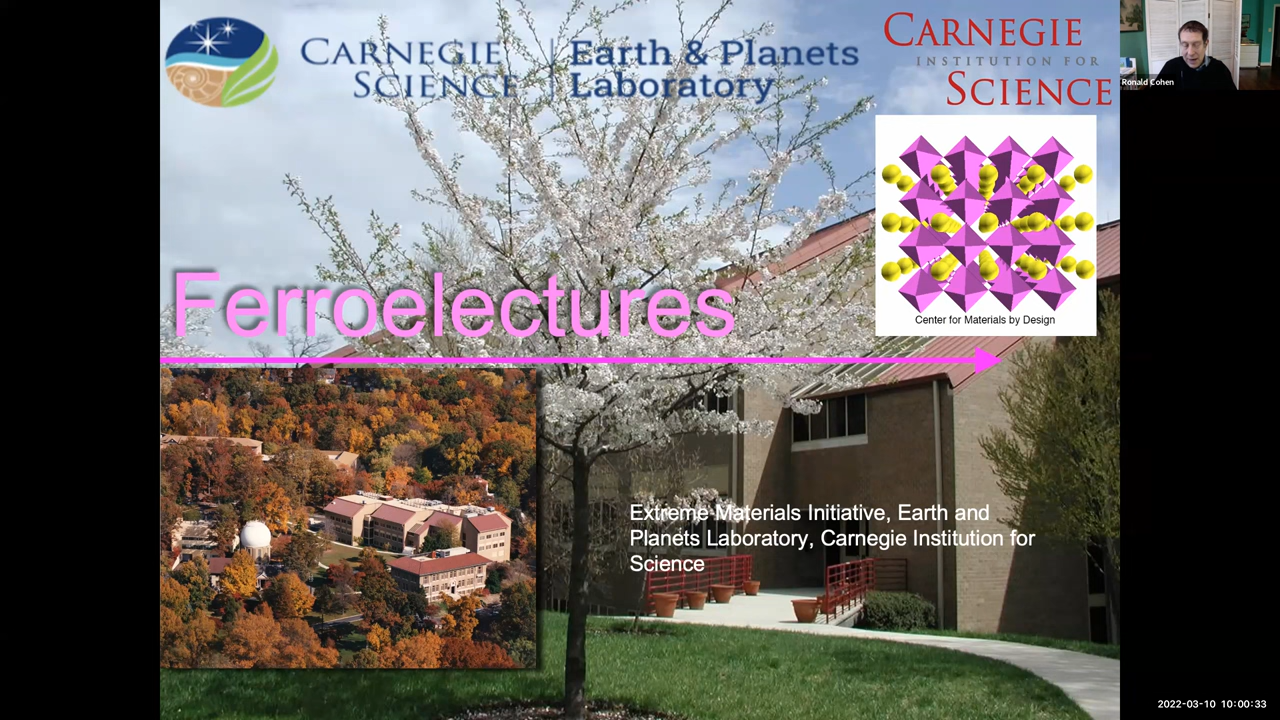 CARNEGIE
SCIENCE
Earth & Planets
Laboratory
CARNEGIE
INSTITUTION FOR
SCIENCE
Ronald Cohen
Center for Materials by Design
Ferroelectures
Extreme Materials Initiative, Earth and
Planets Laboratory, Carnegie Institution for
Science
2022-03-10 10:00:33